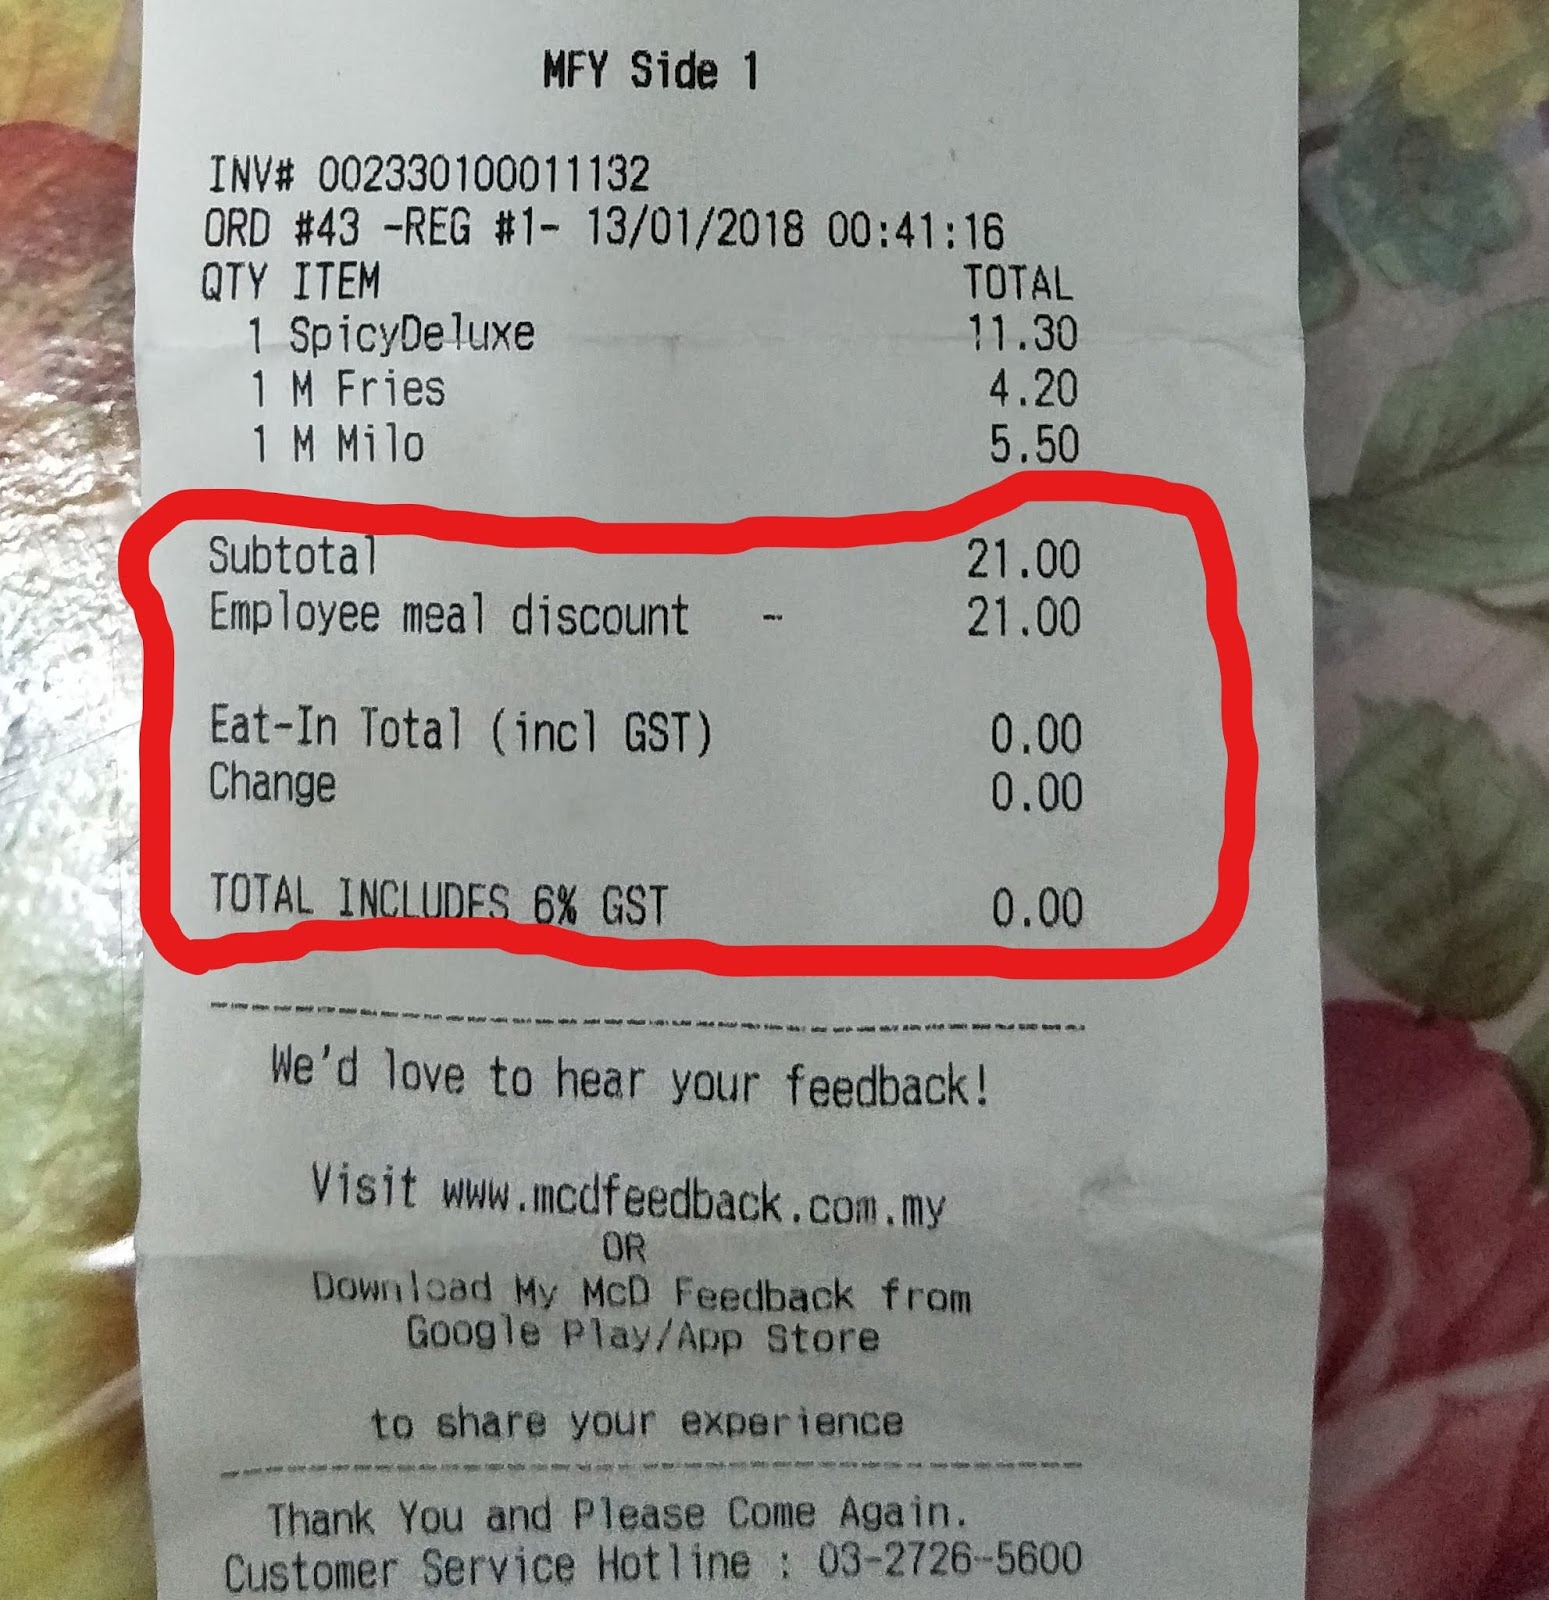 MFY Side 1
INV# 002330100011132
ORD #43 -REG #1- 13/01/2018 00:41:16
QTY ITEM TOTAL
1 SpicyDeluxe 11.30
1 M Fries 4.20
1 M Milo 5.50
Subtotal 21.00
Employee meal discount - 21.00
Eat-In Total (incl GST) 0.00
Change 0.00
TOTAL INCLUDES 6% GST 0.00
We'd love to hear your feedback!
Visit www.mcdfeedback.com.my
OR
Download My McD Feedback from
Google Play/App Store
to share your experience
Thank You and Please Come Again.
Customer Service Hotline : 03-2726-5600